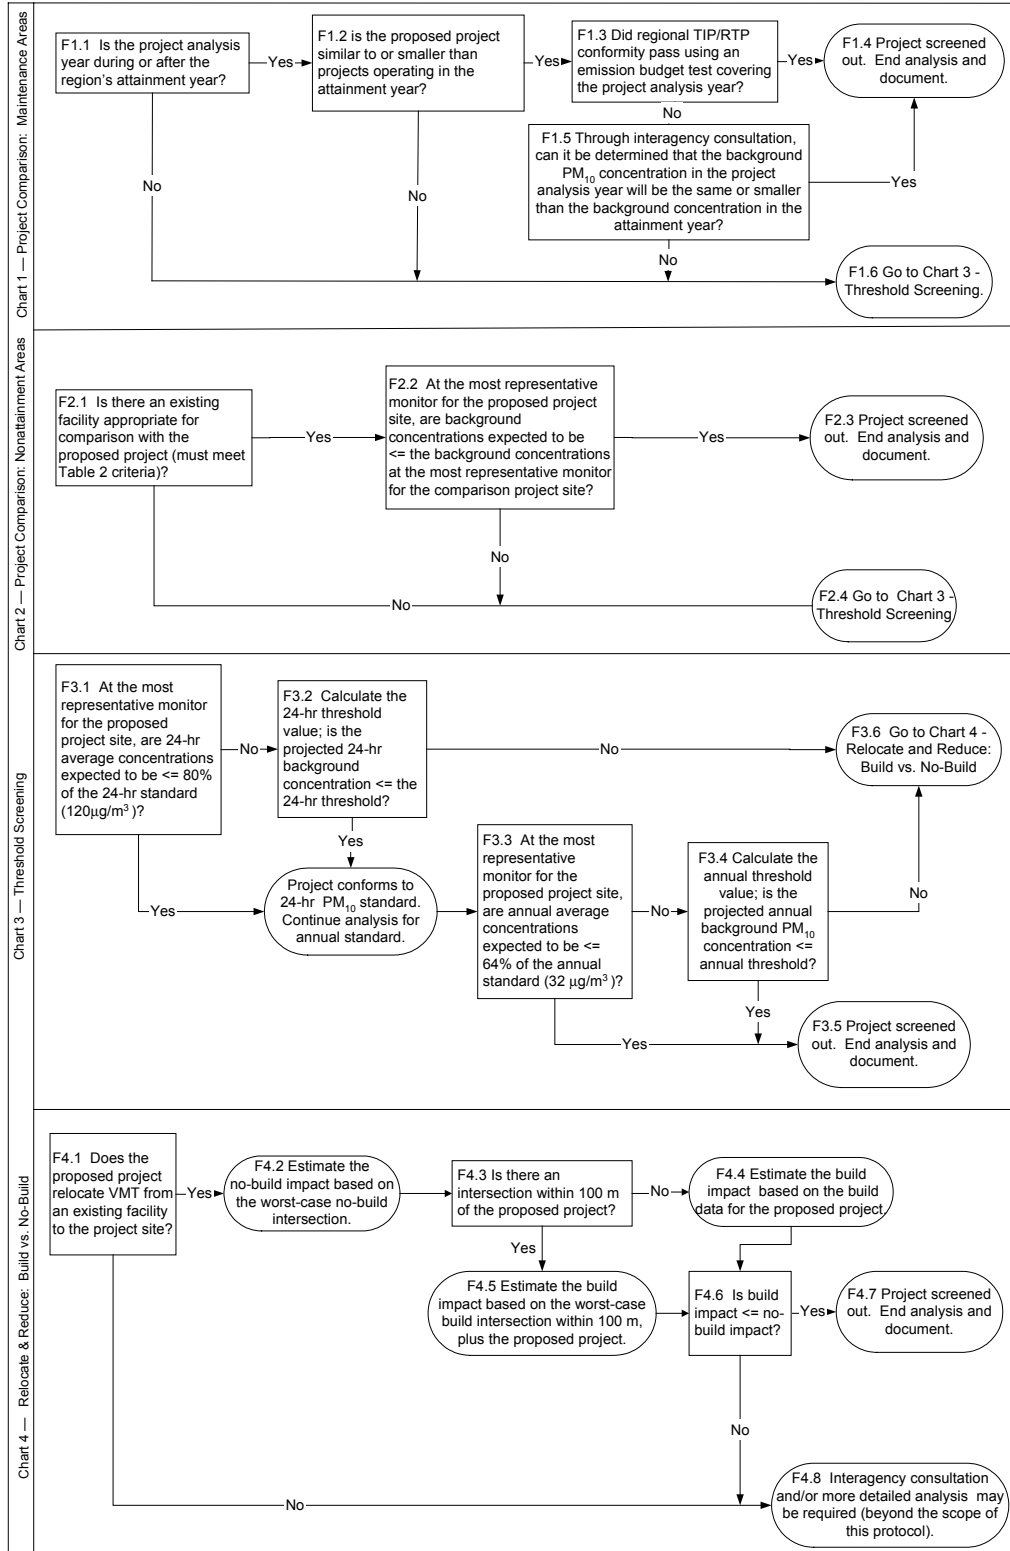 Chart 1 — Project Comparison: Maintenance Areas
F1.1 Is the project analysis
year during or after the
region's attainment year?
Yes
F1.2 is the proposed project
similar to or smaller than
projects operating in the
attainment year?
Yes
F1.3 Did regional TIP/RTP
conformity pass using an
emission budget test covering
the project analysis year?
Yes
F1.4 Project screened
out. End analysis and
document.
No
F1.5 Through interagency consultation,
can it be determined that the background
PM10 concentration in the project
analysis year will be the same or smaller
than the background concentration in the
attainment year?
Yes
No
No
No
F1.6 Go to Chart 3 -
Threshold Screening.
Chart 2 — Project Comparison: Nonattainment Areas
F2.1 Is there an existing
facility appropriate for
comparison with the
proposed project
(must meet
Table 2 criteria)?
Yes
F2.2 At the most representative
monitor for the proposed project
site, are background
concentrations expected to be
<= the background concentrations
at the most representative monitor
for the comparison project site?
Yes
F2.3 Project screened
out. End analysis and
document.
No
No
F2.4 Go to Chart 3 -
Threshold Screening
Chart 3 — Threshold Screening
F3.1 At the most
representative monitor
for the proposed
project site, are 24-hr
average concentrations
expected to be <= 80%
of the 24-hr standard
(120µg/m³)?
No
F3.2 Calculate the
24-hr threshold
value; is the
projected 24-hr
background
concentration <= the
24-hr threshold?
No
F3.6 Go to Chart 4 -
Relocate and Reduce:
Build vs. No-Build
Yes
Yes
Project conforms to
24-hr PM10 standard.
Continue analysis for
annual standard.
F3.3 At the most
representative
monitor for the
proposed project site,
are annual average
concentrations
expected to be <=
64% of the annual
standard (32 µg/m³)?
No
F3.4 Calculate the
annual threshold
value; is the
projected annual
background PM10
concentration <=
annual threshold?
No
Yes
Yes
F3.5 Project screened
out. End analysis and
document.
Chart 4 — Relocate & Reduce: Build vs. No-Build
F4.1 Does the
proposed project
relocate VMT from
an existing facility
to the project site?
Yes
F4.2 Estimate the
no-build impact based on
the worst-case no-build
intersection.
F4.3 Is there an
intersection within 100 m
of the proposed project?
No
F4.4 Estimate the build
impact based on the build
data for the proposed project.
Yes
F4.5 Estimate the build
impact based on the worst-case
build intersection within 100 m,
plus the proposed project.
F4.6 Is build
impact <= no-
build impact?
Yes
F4.7 Project screened
out. End analysis and
document.
No
No
F4.8 Interagency consultation
and/or more detailed analysis may
be required (beyond the scope of
this protocol).